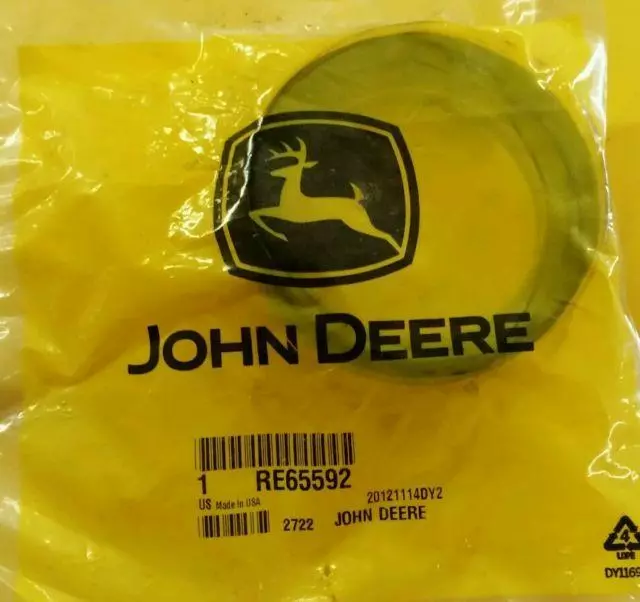 JOHN DEERE
1 RE65592
US Made in USA 20121114DY2
2722 JOHN DEERE
4
LDPE
DY1169